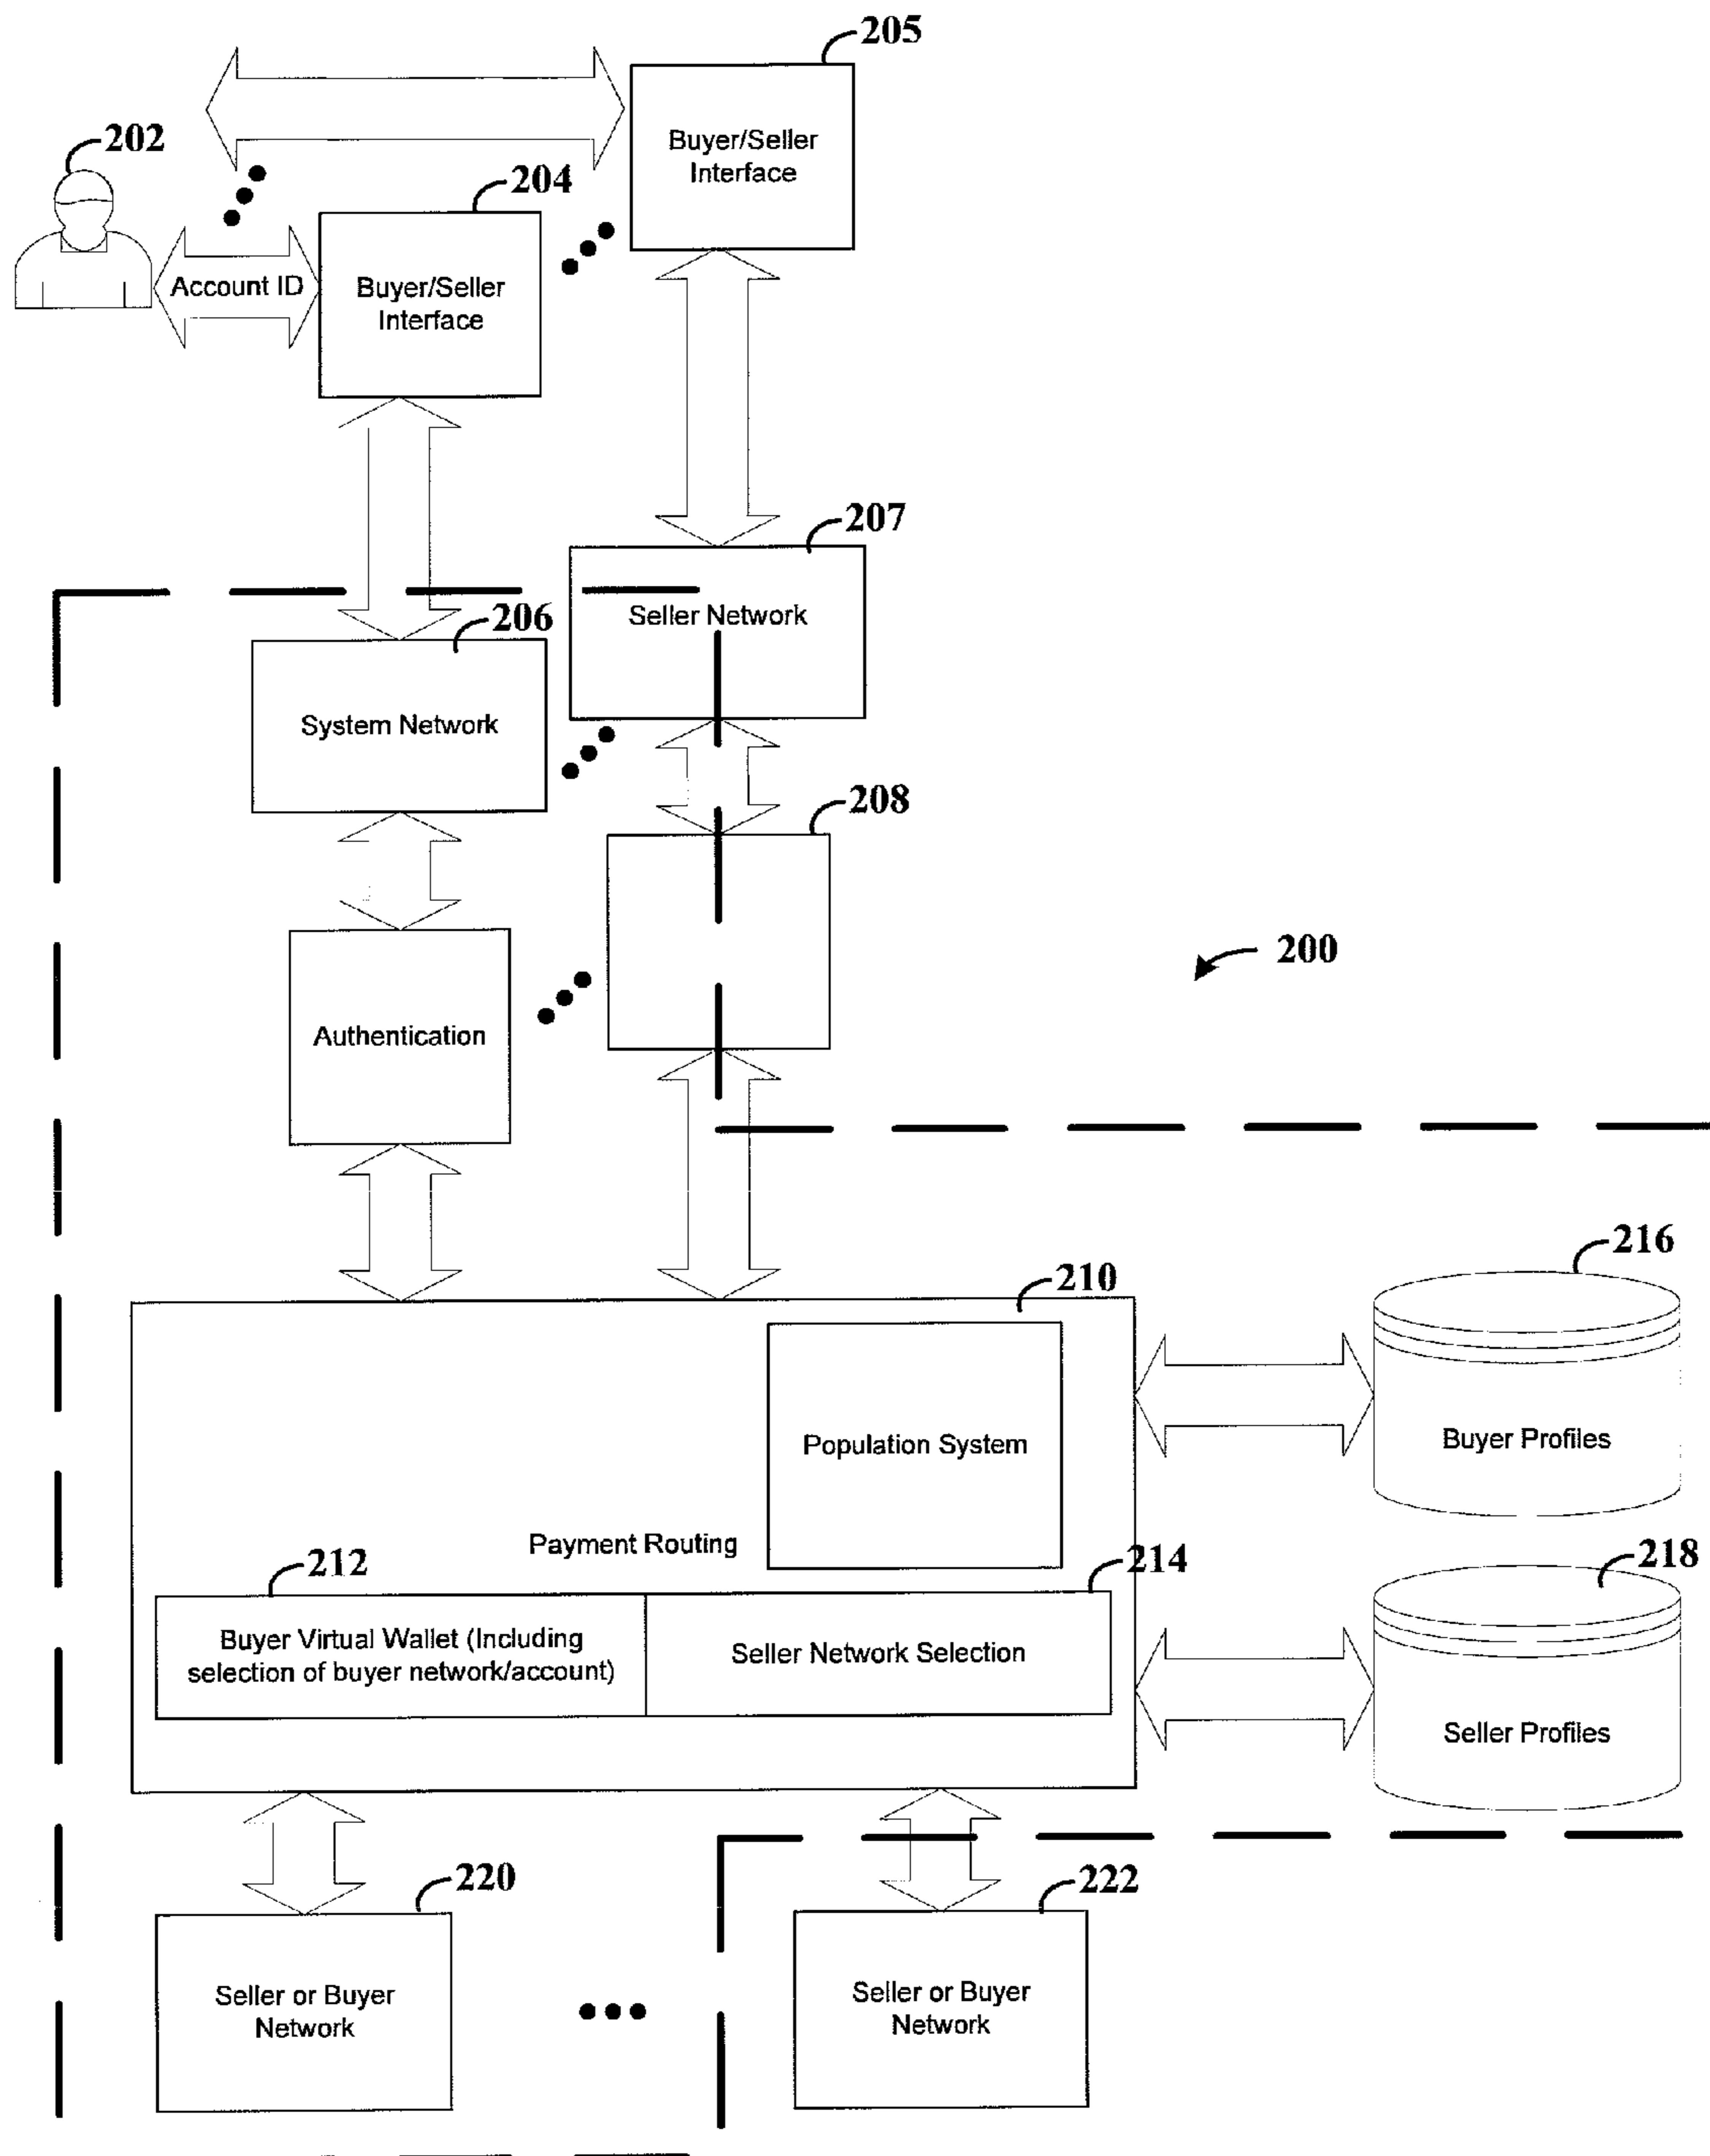 205
Buyer/Seller
Interface
202
204
Account ID
Buyer/Seller
Interface
207
Seller Network
206
System Network
208
200
Authentication
216
210
Population System
Buyer Profiles
Payment Routing
212
214
218
Buyer Virtual Wallet (Including
selection of buyer network/account)
Seller Network Selection
Seller Profiles
220
222
Seller or Buyer
Network
Seller or Buyer
Network